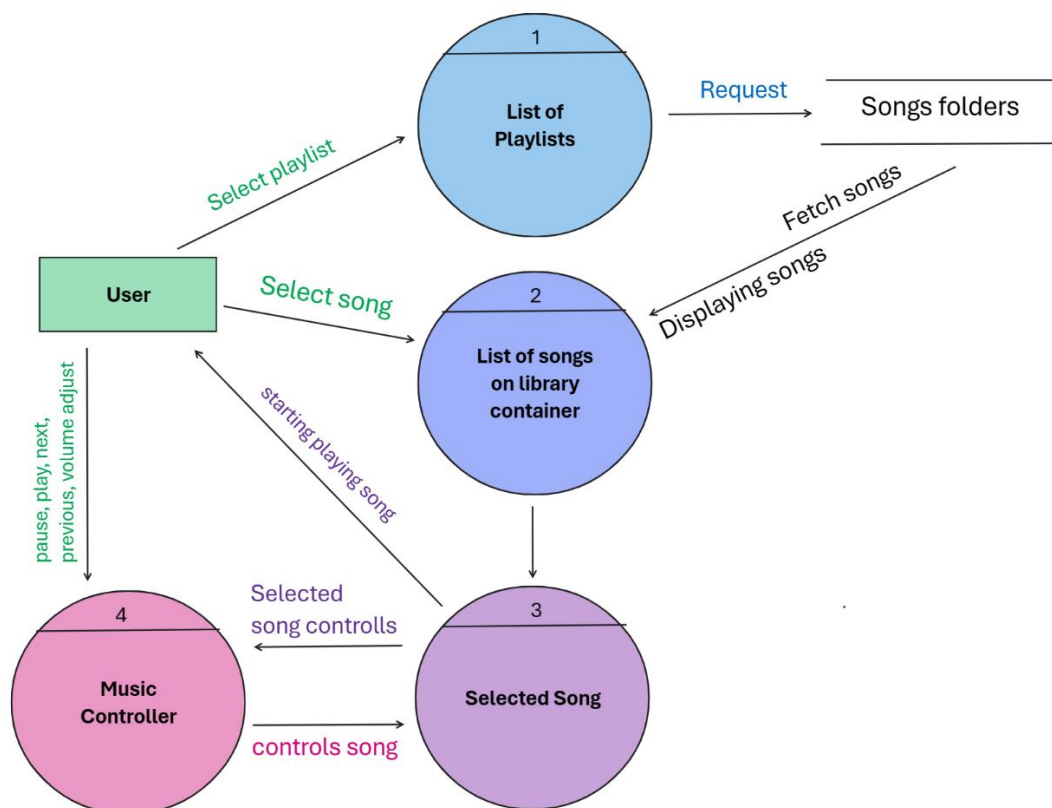 1
List of
Playlists
Request
Songs folders
Select playlist
Fetch songs
Displaying songs
User
Select song
2
List of songs
on library
container
starting playing song
pause, play, next,
previous, volume adjust
Selected
song controlls
3
Selected Song
4
Music
Controller
controls song